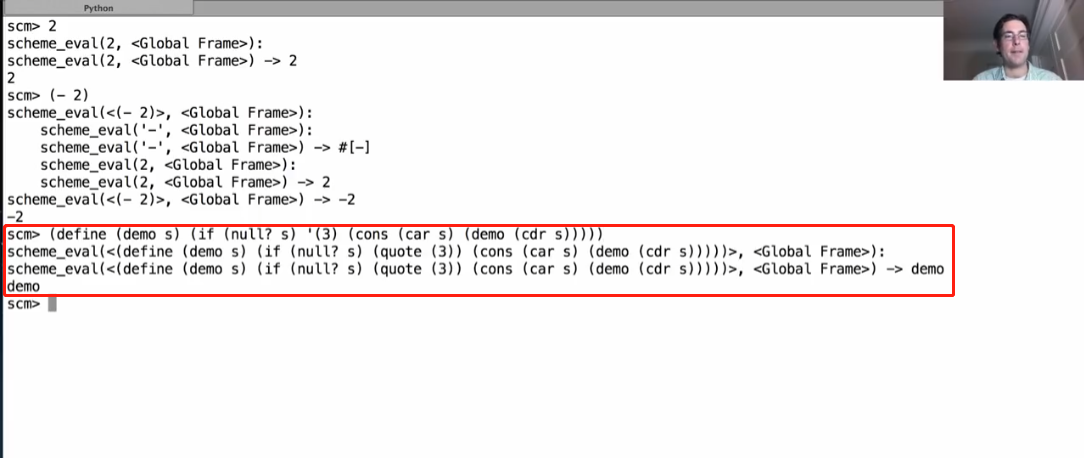 Python
scm> 2
scheme_eval(2, <Global Frame>):
scheme_eval(2, <Global Frame>) -> 2
2
scm> (- 2)
scheme_eval(<(- 2)>, <Global Frame>):
    scheme_eval('-', <Global Frame>):
    scheme_eval('-', <Global Frame>) -> #[-]
    scheme_eval(2, <Global Frame>):
    scheme_eval(2, <Global Frame>) -> 2
scheme_eval(<(- 2)>, <Global Frame>) -> -2
-2
scm> (define (demo s) (if (null? s) '(3) (cons (car s) (demo (cdr s)))))
scheme_eval(<(define (demo s) (if (null? s) (quote (3)) (cons (car s) (demo (cdr s)))))>, <Global Frame>):
scheme_eval(<(define (demo s) (if (null? s) (quote (3)) (cons (car s) (demo (cdr s)))))>, <Global Frame>) -> demo
demo
scm>